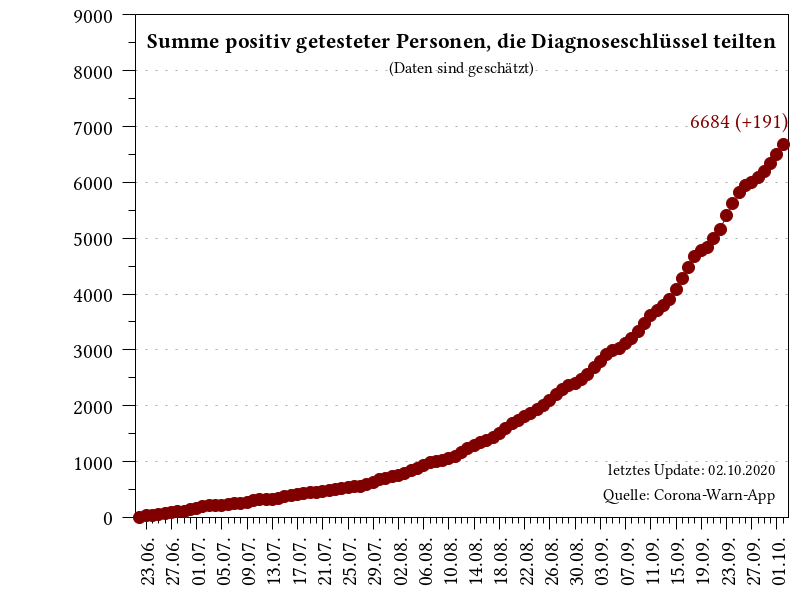 9000
Summe positiv getesteter Personen, die Diagnoseschlüssel teilten
(Daten sind geschätzt)
8000
6684 (+191)
7000
6000
5000
4000
3000
2000
1000
letztes Update: 02.10.2020
Quelle: Corona-Warn-App
0
23.06. 27.06. 01.07. 05.07. 09.07. 13.07. 17.07. 21.07. 25.07. 29.07. 02.08. 06.08. 10.08. 14.08. 18.08. 22.08. 26.08. 30.08. 03.09. 07.09. 11.09. 15.09. 19.09. 23.09. 27.09. 01.10.